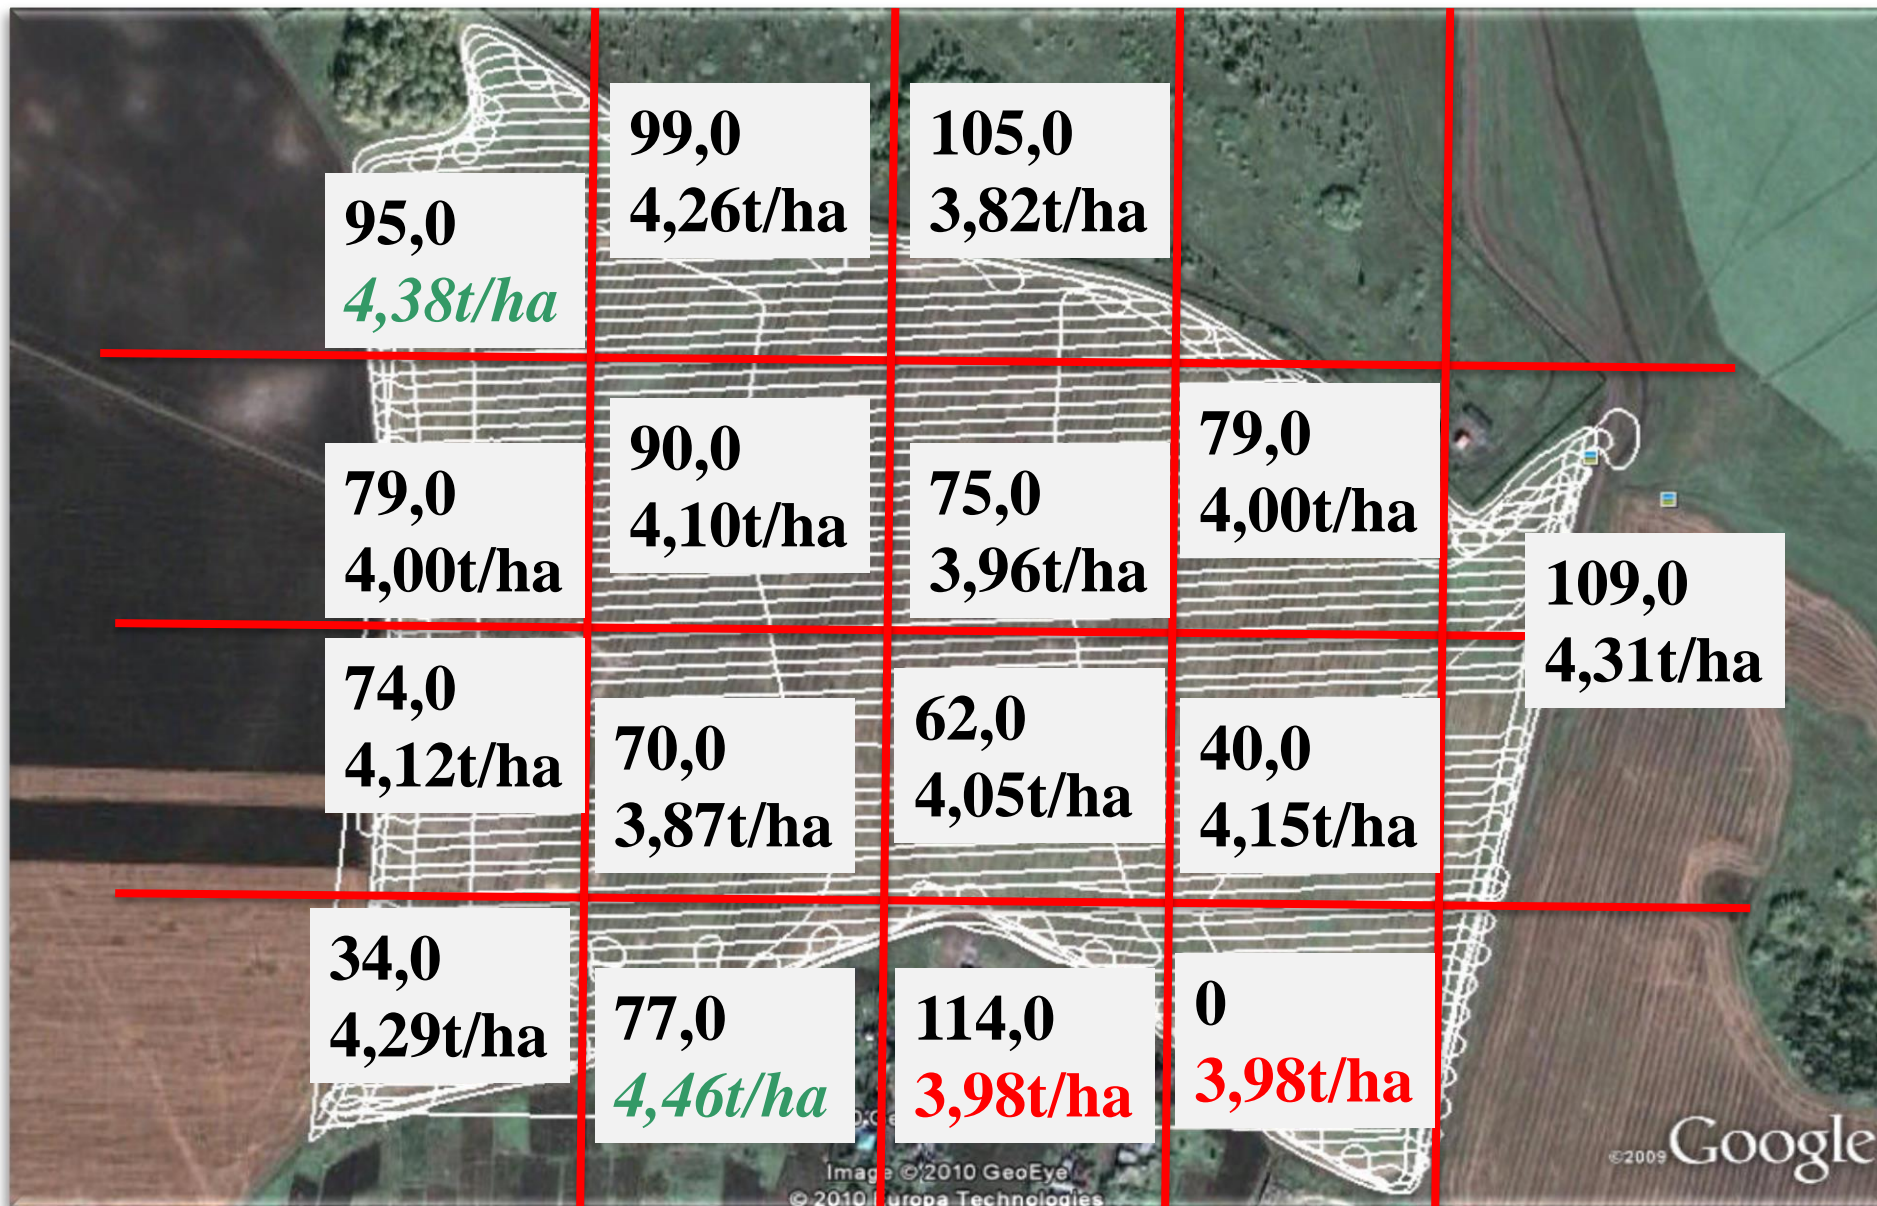 99,0
4,26t/ha
105,0
3,82t/ha
95,0
4,38t/ha
79,0
4,00t/ha
90,0
4,10t/ha
75,0
3,96t/ha
79,0
4,00t/ha
109,0
4,31t/ha
74,0
4,12t/ha
70,0
3,87t/ha
62,0
4,05t/ha
40,0
4,15t/ha
34,0
4,29t/ha
77,0
4,46t/ha
114,0
3,98t/ha
0
3,98t/ha
©2009 Google
Image © 2010 GeoEye
© 2010 Europa Technologies